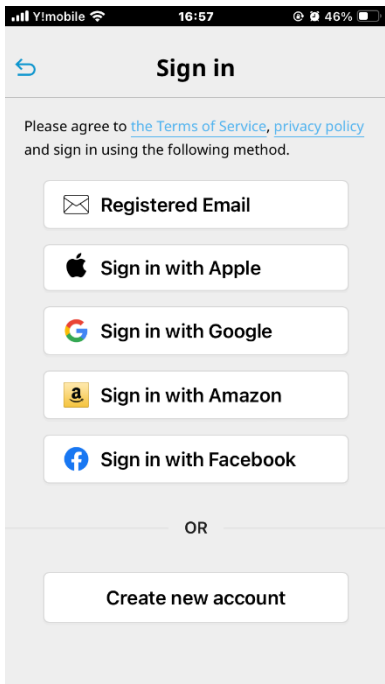 Y!mobile 16:57 46%
Sign in
Please agree to the Terms of Service, privacy policy
and sign in using the following method.
Registered Email
Sign in with Apple
Sign in with Google
a Sign in with Amazon
Sign in with Facebook
OR
Create new account